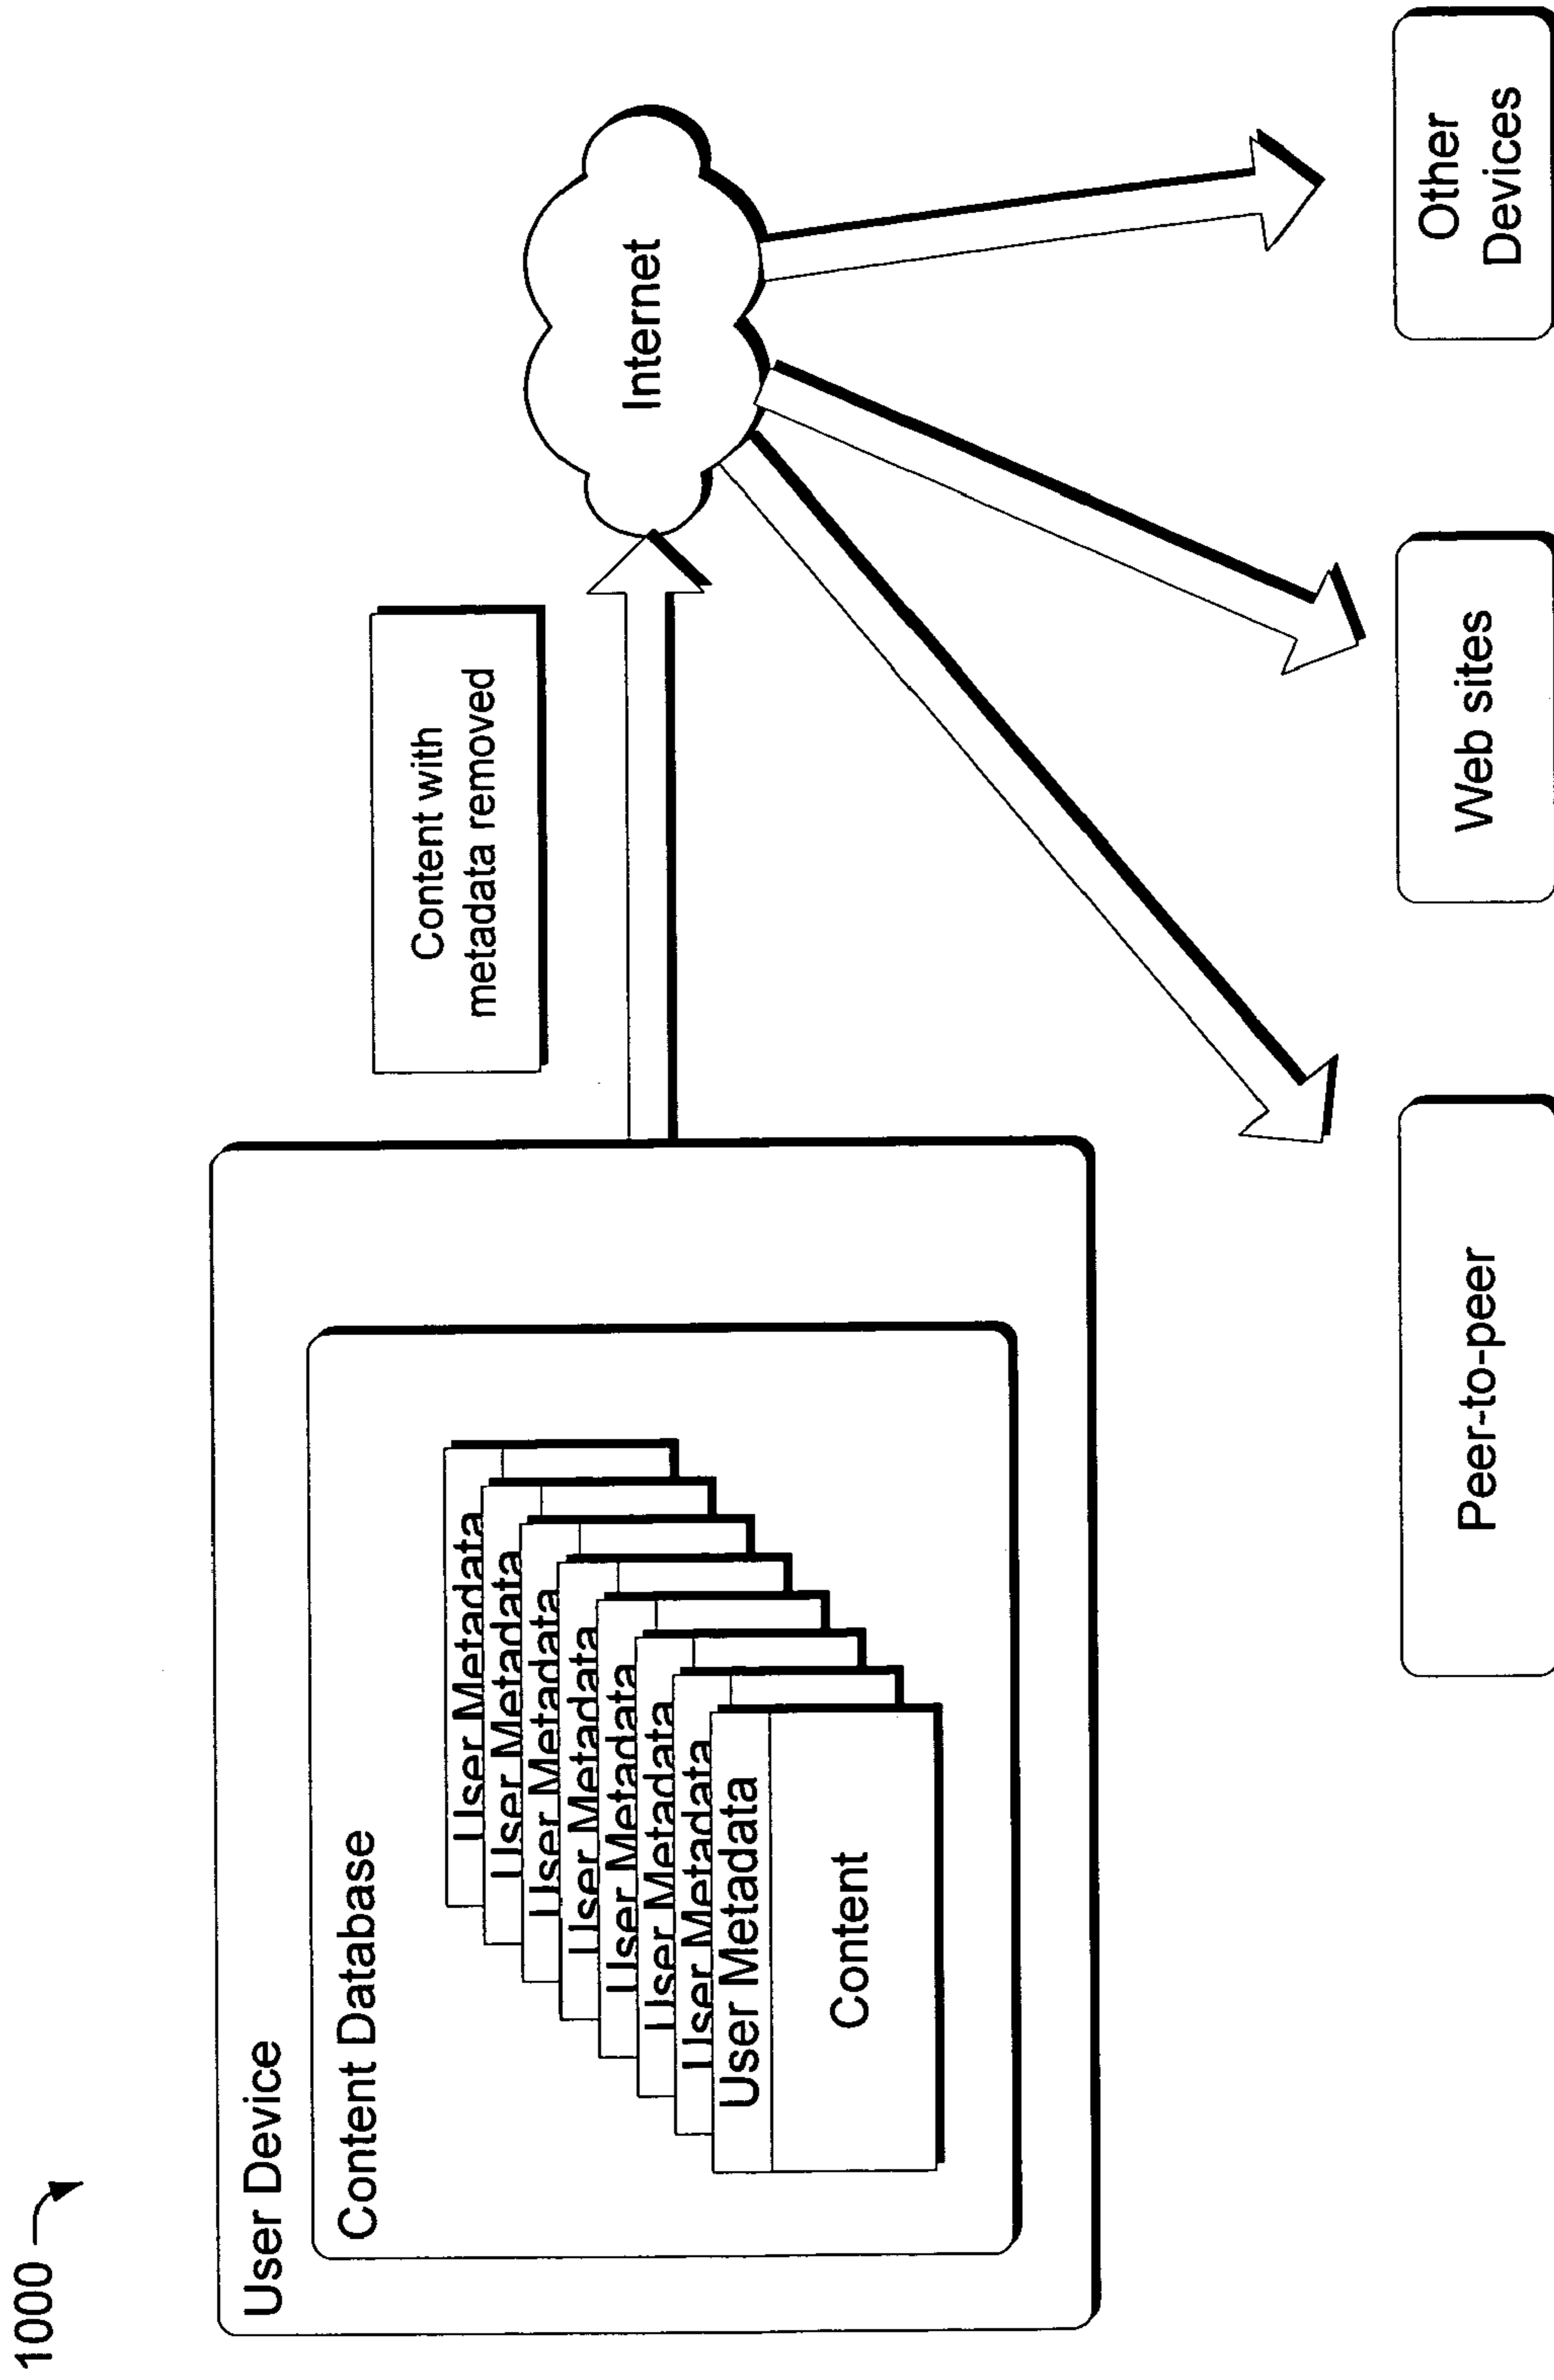 1000
User Device
Content Database
User Metadata
User Metadata
User Metadata
User Metadata
User Metadata
User Metadata
User Metadata
User Metadata
Content
Content with
metadata removed
Internet
Peer-to-peer
Web sites
Other
Devices